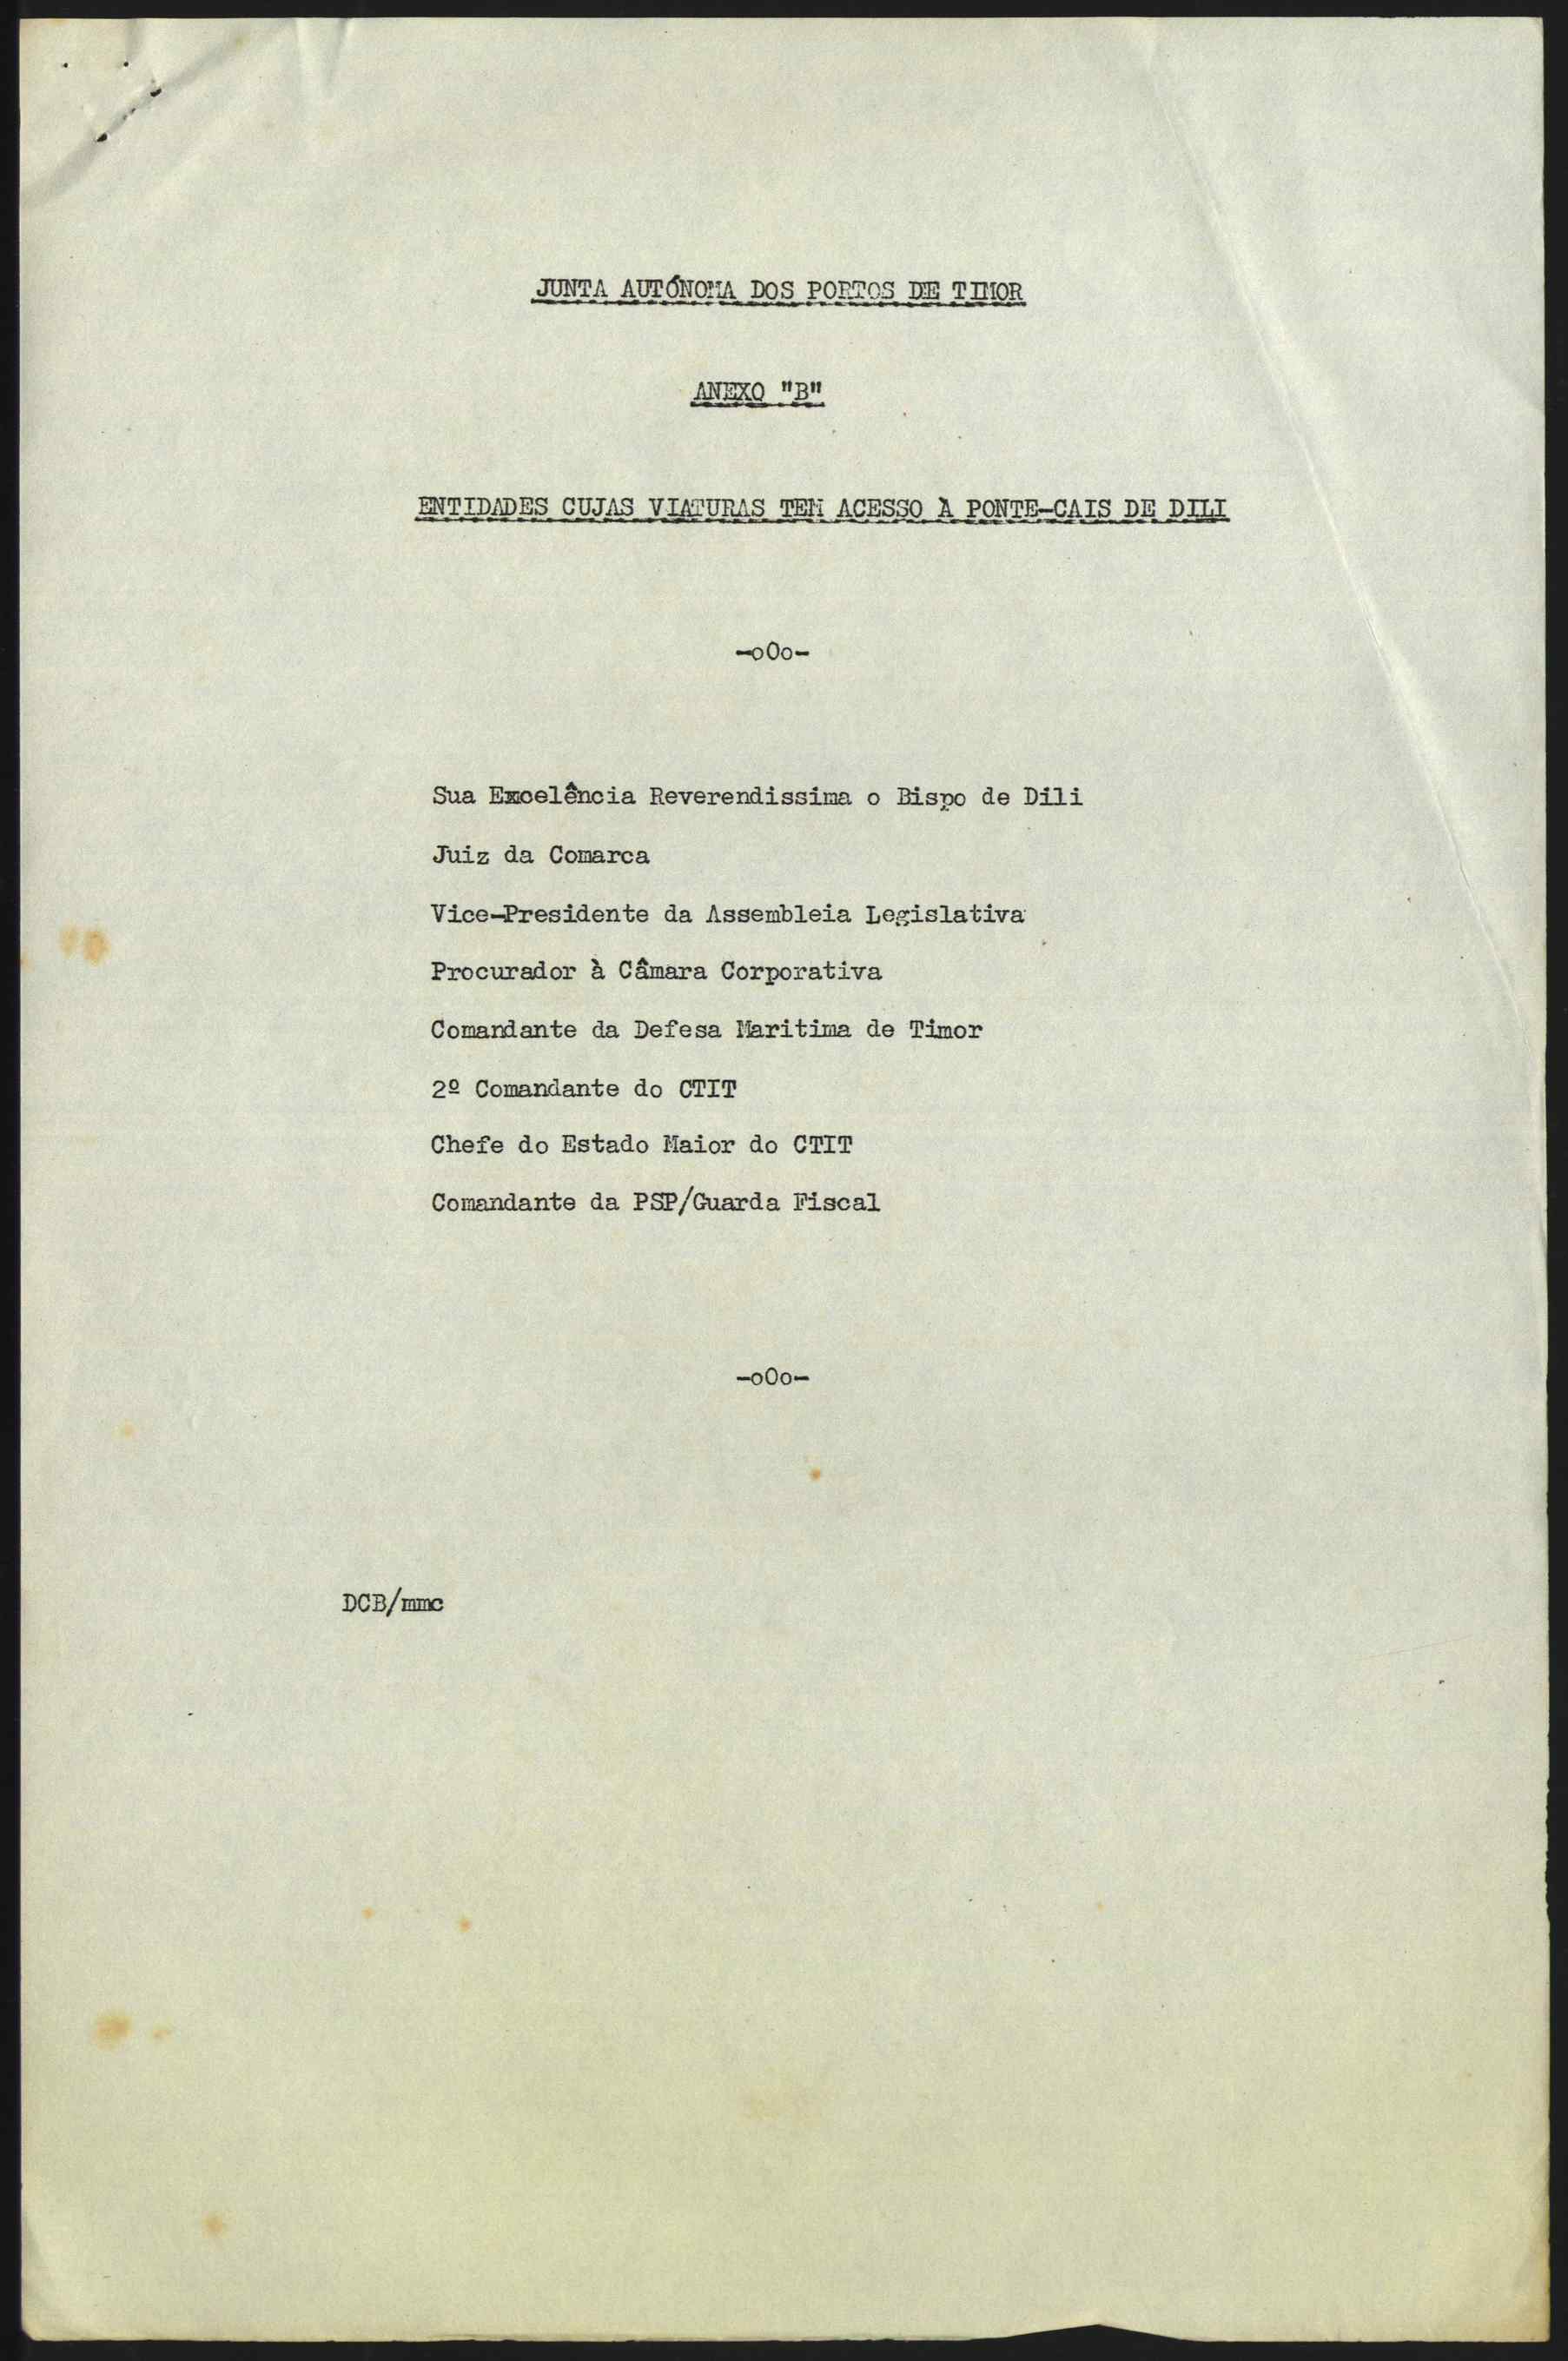 JUNTA AUTÓNOMA DOS PORTOS DE TIMOR
ANEXO "B"
ENTIDADES CUJAS VIATURAS TEM ACESSO À PONTE-CAIS DE DILI
-oOo-
Sua Excelência Reverendissima o Bispo de Dili
Juiz da Comarca
Vice-Presidente da Assembleia Legislativa
Procurador à Câmara Corporativa
Comandante da Defesa Maritima de Timor
2º Comandante do CTIT
Chefe do Estado Maior do CTIT
Comandante da PSP/Guarda Fiscal
-oOo-
DCB/mmc